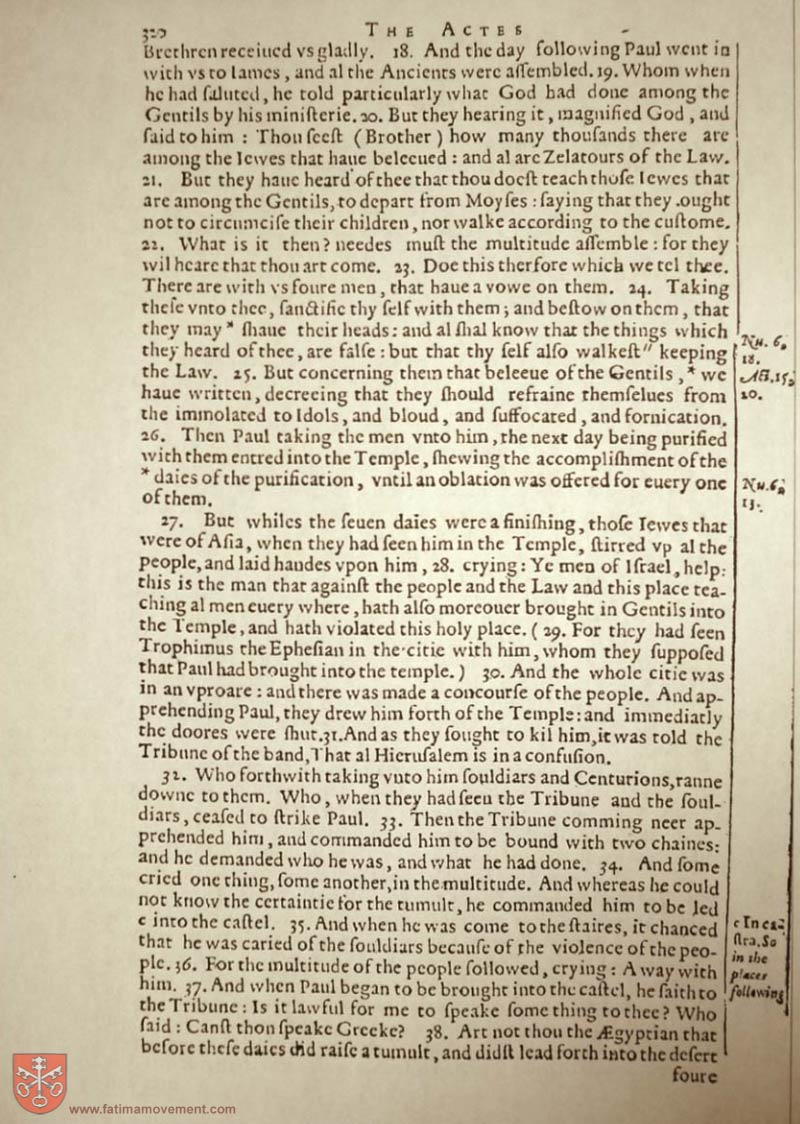 320 THE ACTES
Brethren receiued vs gladly. 18. And the day following Paul went in
with vs to Iames, and al the Ancients were aſſembled. 19. Whom when
he had ſaluted, he told particularly what God had done among the
Gentils by his miniſterie. 20. But they hearing it, magnified God, and
ſaid to him : Thou ſeeſt (Brother) how many thouſands there are
among the Iewes that haue beleeued : and al are Zelatours of the Law.
21. But they haue heard of thee that thou doeſt teach thoſe Iewes that
are among the Gentils, to depart from Moyſes : ſaying that they ought
not to circumciſe their children, nor walke according to the cuſtome.
22. What is it then? needes muſt the multitude aſſemble : for they
wil heare that thou art come. 23. Doe this therfore which we tel thee.
There are with vs foure men, that haue a vowe on them. 24. Taking
theſe vnto thee, ſanctifie thy ſelf with them ; and beſtow on them, that
they may * ſhaue their heads : and al ſhal know that the things which
they heard of thee, are falſe : but that thy ſelf alſo walkeſt " keeping
the Law. 25. But concerning them that beleeue of the Gentils, * we
haue written, decreeing that they ſhould refraine themſelues from
the immolated to Idols, and bloud, and ſuffocated, and fornication.
26. Then Paul taking the men vnto him, the next day being purified
with them entred into the Temple, ſhewing the accompliſhment of the
* daies of the purification, vntil an oblation was offered for euery one
of them.
27. But whiles the ſeuen daies were a finiſhing, thoſe Iewes that
were of Aſia, when they had ſeen him in the Temple, ſtirred vp al the
people, and laid handes vpon him, 28. crying : Ye men of Iſrael, help:
this is the man that againſt the people and the Law and this place tea-
ching al men euery where, hath alſo moreouer brought in Gentils into
the Temple, and hath violated this holy place. ( 29. For they had ſeen
Trophimus the Epheſian in the citie with him, whom they ſuppoſed
that Paul had brought into the temple.) 30. And the whole citie was
in an vproare : and there was made a concourſe of the people. And ap-
prehending Paul, they drew him forth of the Temple: and immediatly
the doores were ſhut. 31. And as they ſought to kil him, it was told the
Tribune of the band, That al Hieruſalem is in a confuſion.
32. Who forthwith taking vnto him ſouldiars and Centurions, ranne
downe to them. Who, when they had ſeen the Tribune and the ſoul-
diars, ceaſed to ſtrike Paul. 33. Then the Tribune comming neer ap-
prehended him, and commanded him to be bound with two chaines:
and he demanded who he was, and what he had done. 34. And ſome
cried one thing, ſome another, in the multitude. And whereas he could
not know the certaintie for the tumult, he commanded him to be led
c into the caſtel. 35. And when he was come to the ſtaires, it chanced
that he was caried of the ſouldiars becauſe of the violence of the peo-
ple. 36. For the multitude of the people followed, crying : A way with
him. 37. And when Paul began to be brought into the caſtel, he ſaith to
the Tribune : Is it lawful for me to ſpeake ſome thing to thee? Who
ſaid : Canſt thou ſpeake Greeke? 38. Art not thou the Ægyptian that
before theſe daies did raiſe a tumult, and didſt lead forth into the deſert
foure
Nu. 6,
18.
Act. 15,
20.
Nu. 6,
13.
c In ca-
ſtra. So
in the
places
following
www.fatimamovement.com